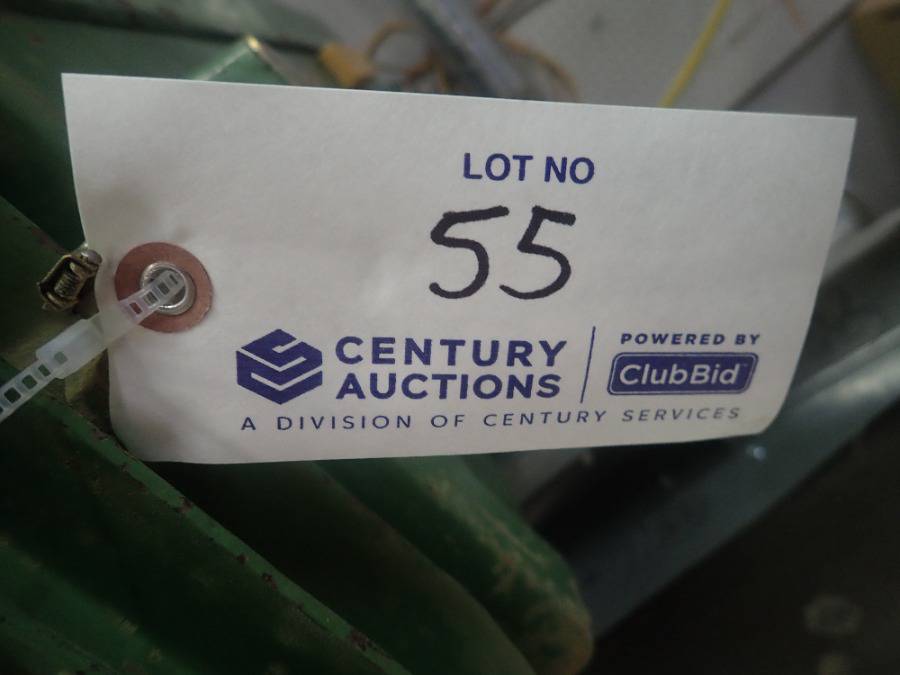 LOT NO
55
CENTURY AUCTIONS
POWERED BY
ClubBid
A DIVISION OF CENTURY SERVICES